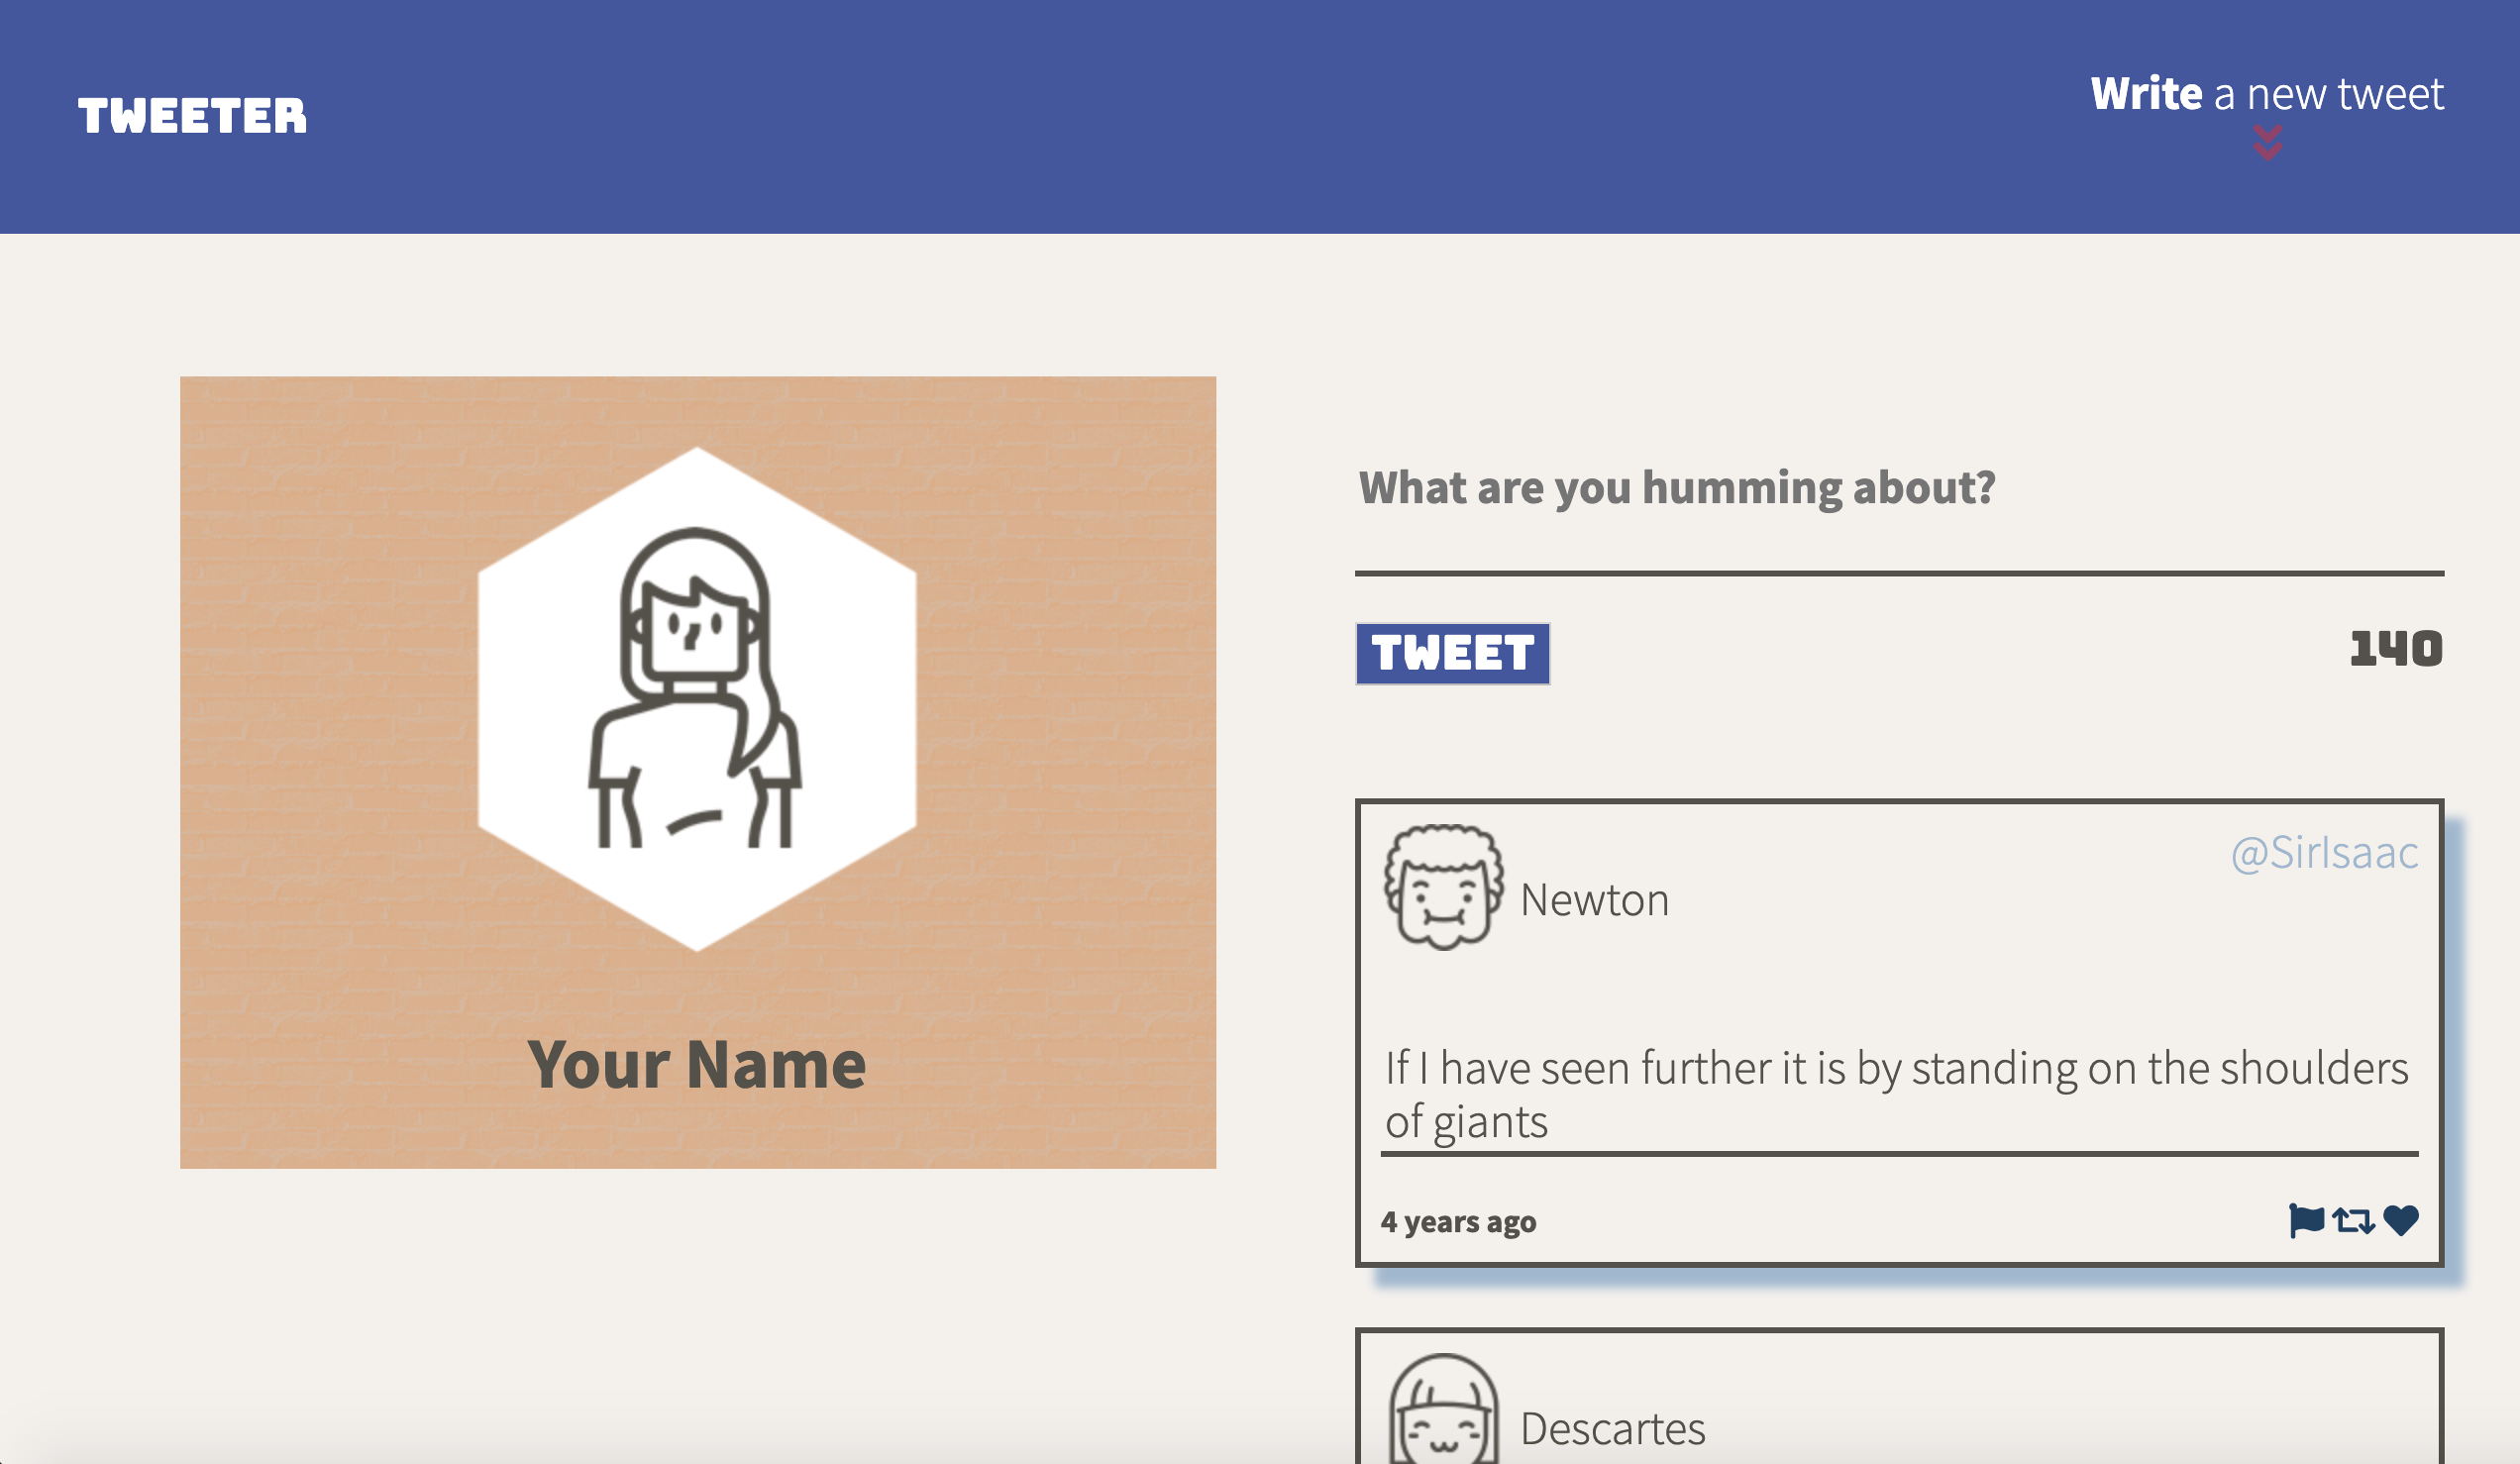 TWEETER
Write a new tweet
Your Name
What are you humming about?
TWEET
140
Newton
@SirIsaac
If I have seen further it is by standing on the shoulders
of giants
4 years ago
Descartes